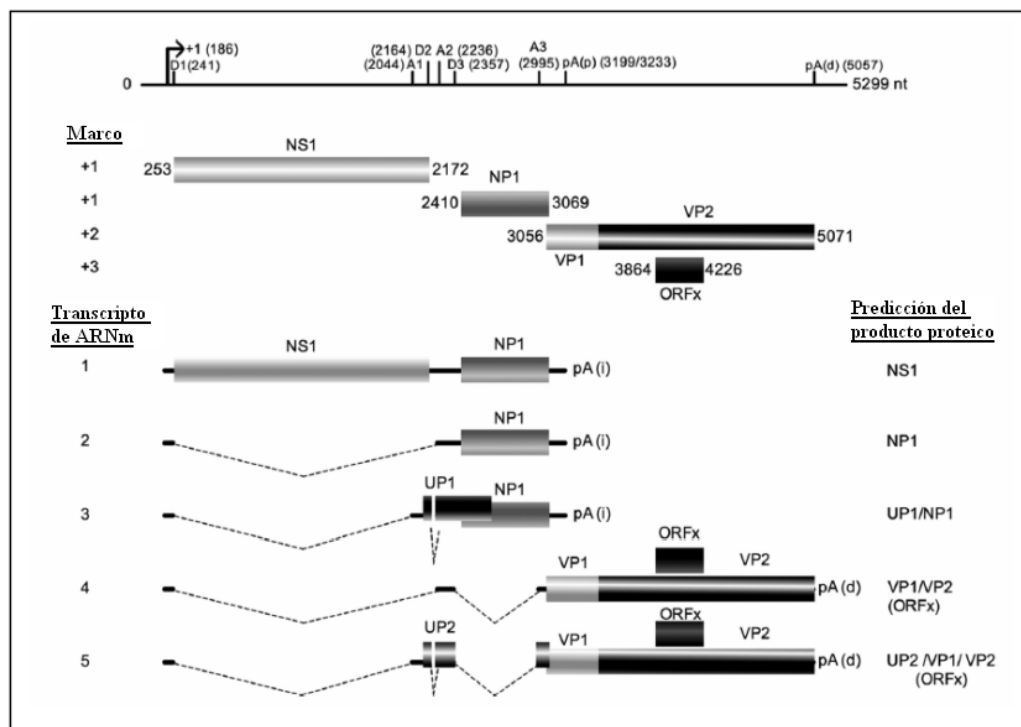 +1 (186)
(2164) D2 A2 (2236)
A3
D1(241)
(2044) A1
D3 (2357)
(2995)
pA(p) (3199/3233)
pA(d) (5057)
0
5299 nt
Marco
+1
NS1
253
2172
+1
NP1
2410
3069
+2
VP2
3056
5071
VP1
+3
3864
4226
ORFx
Transcripto
de ARNm
Predicción del
producto proteico
1
NS1
NP1
pA (i)
NS1
2
NP1
pA (i)
NP1
3
UP1
NP1
pA (i)
UP1/NP1
4
VP1
ORFx
VP2
pA (d)
VP1/VP2
(ORFx)
5
UP2
VP1
ORFx
VP2
pA (d)
UP2 /VP1/ VP2
(ORFx)